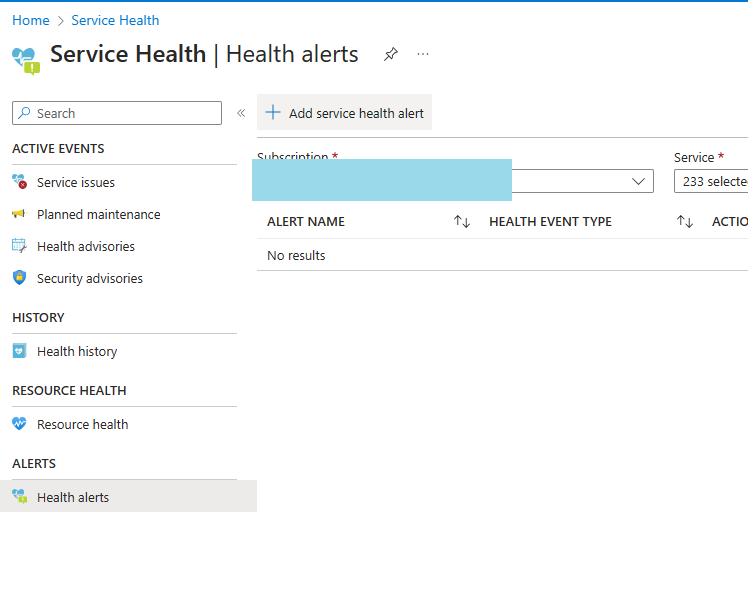 Home > Service Health
Service Health | Health alerts
Search
Add service health alert
ACTIVE EVENTS
Service issues
Planned maintenance
Health advisories
Security advisories
HISTORY
Health history
RESOURCE HEALTH
Resource health
ALERTS
Health alerts
Subscription *
Service *
233 selected
ALERT NAME
HEALTH EVENT TYPE
ACTIO
No results